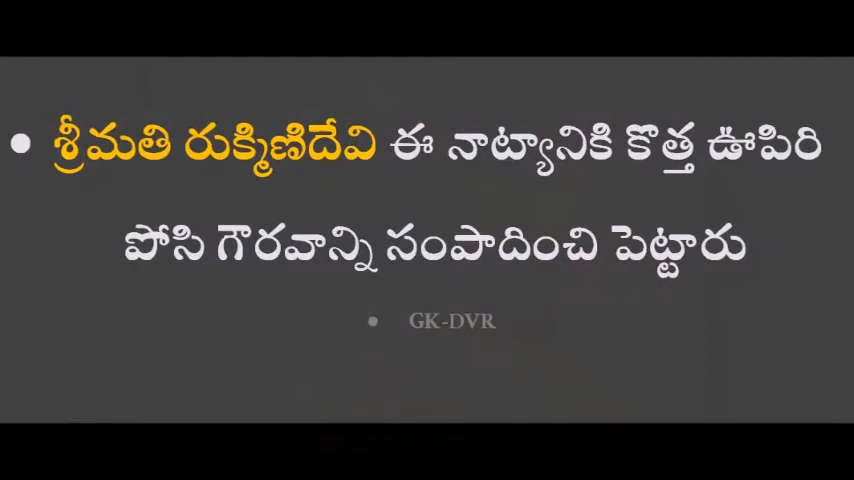 • శ్రీమతి రుక్మిణిదేవి ఈ నాట్యానికి కొత్త ఊపిరి
పోసి గౌరవాన్ని సంపాదించి పెట్టారు
• GK-DVR